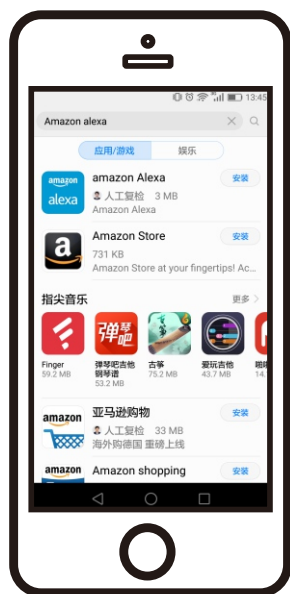 13:45
Amazon alexa
应用/游戏 娱乐
amazon
alexa
amazon Alexa
人工复检 3 MB
Amazon Alexa
安装
a
Amazon Store
731 KB
Amazon Store at your fingertips! Ac...
安装
指尖音乐 更多
弹琴吧
Finger
59.2 MB
弹琴吧吉他
钢琴谱
53.2 MB
古筝
75.2 MB
爱玩吉他
43.7 MB
14.
amazon
亚马逊购物
人工复检 33 MB
海外购德国 重磅上线
安装
amazon
Amazon shopping
安装